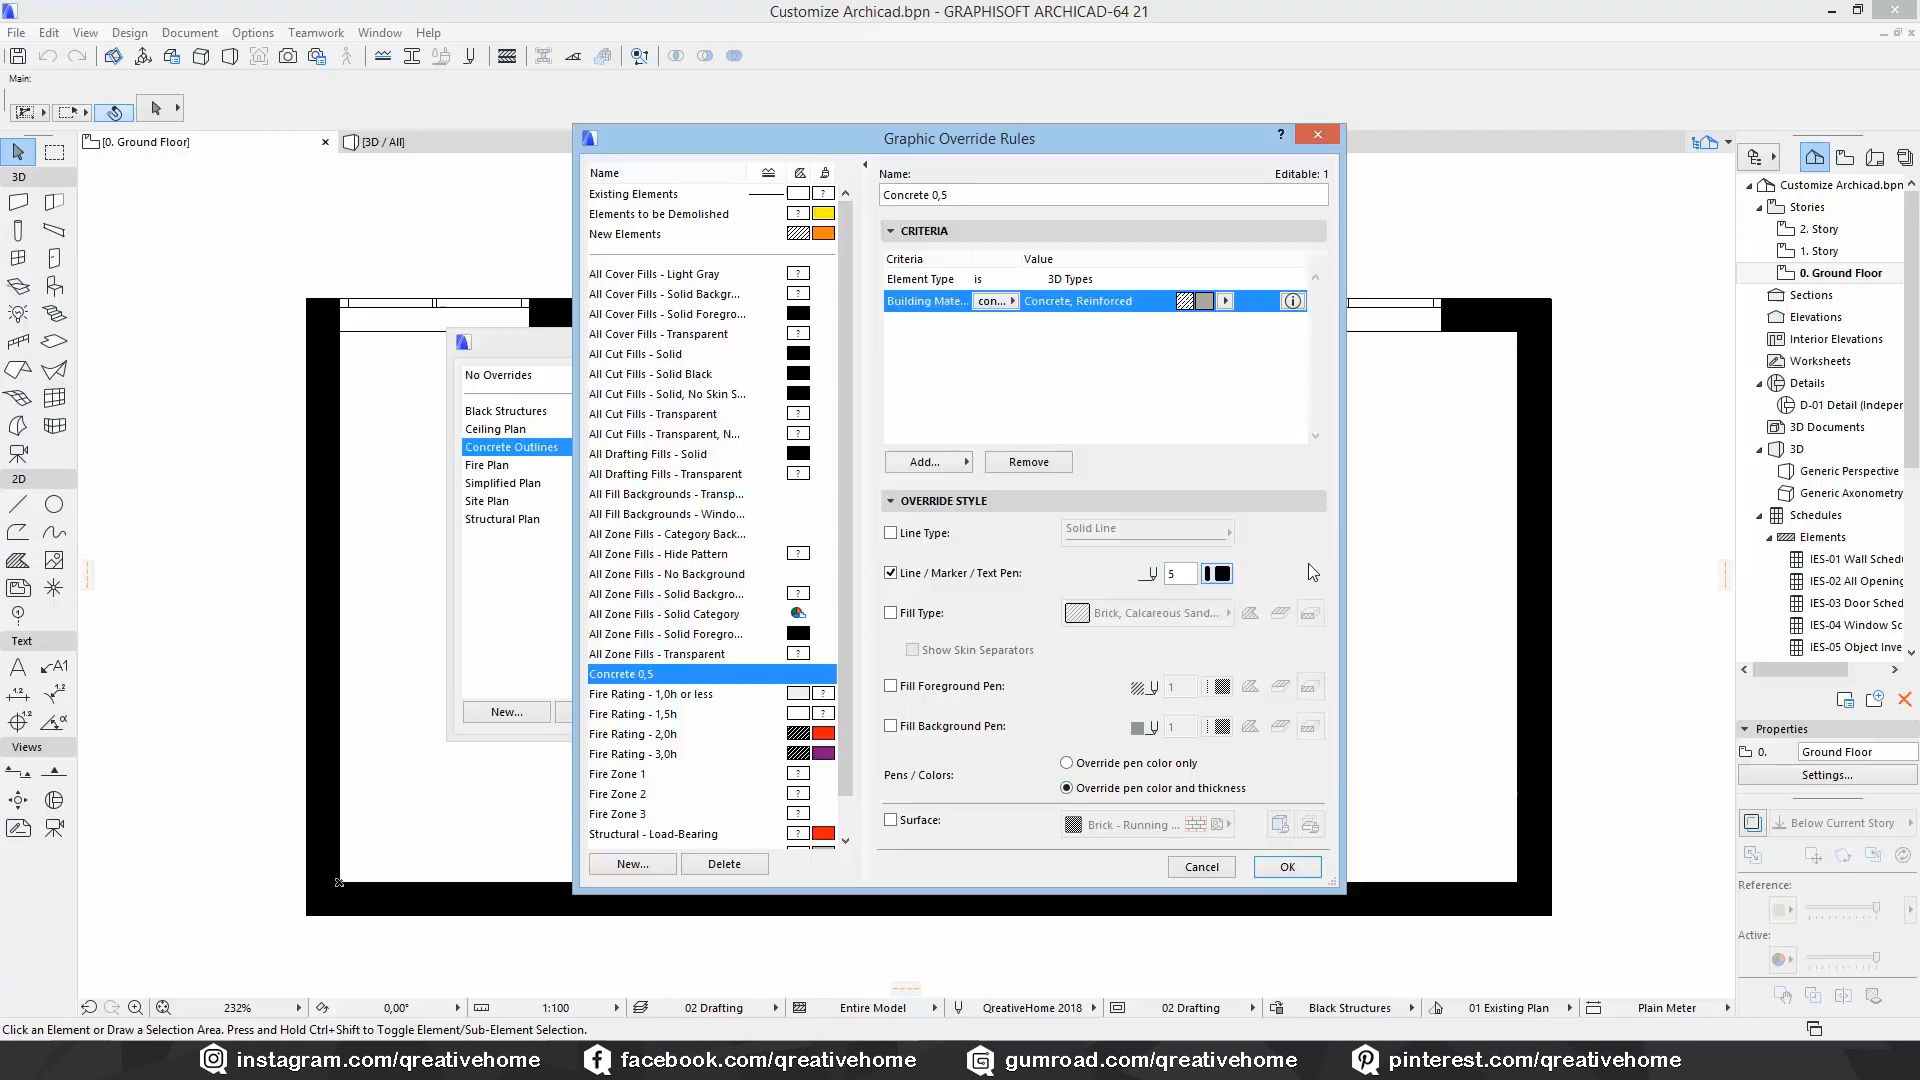 Customize Archicad.bpn - GRAPHISOFT ARCHICAD-64 21
File Edit View Design Document Options Teamwork Window Help
Main:
[0. Ground Floor]
[3D / All]
3D
2D
Text
A
A1
1.2
1.2
1.2
Views
No Overrides
Black Structures
Ceiling Plan
Concrete Outlines
Fire Plan
Simplified Plan
Site Plan
Structural Plan
New...
Graphic Override Rules
?
Name
Existing Elements ?
Elements to be Demolished ?
New Elements
All Cover Fills - Light Gray ?
All Cover Fills - Solid Backgr... ?
All Cover Fills - Solid Foregro...
All Cover Fills - Transparent ?
All Cut Fills - Solid
All Cut Fills - Solid Black
All Cut Fills - Solid, No Skin S...
All Cut Fills - Transparent ?
All Cut Fills - Transparent, N... ?
All Drafting Fills - Solid
All Drafting Fills - Transparent ?
All Fill Backgrounds - Transp...
All Fill Backgrounds - Windo...
All Zone Fills - Category Back...
All Zone Fills - Hide Pattern ?
All Zone Fills - No Background
All Zone Fills - Solid Backgro... ?
All Zone Fills - Solid Category
All Zone Fills - Solid Foregro...
All Zone Fills - Transparent ?
Concrete 0,5
Fire Rating - 1,0h or less ?
Fire Rating - 1,5h ?
Fire Rating - 2,0h
Fire Rating - 3,0h
Fire Zone 1 ?
Fire Zone 2 ?
Fire Zone 3 ?
Structural - Load-Bearing ?
New... Delete
Name: Editable: 1
Concrete 0,5
CRITERIA
Criteria Value
Element Type is 3D Types
Building Mate... con... Concrete, Reinforced
Add... Remove
OVERRIDE STYLE
Line Type: Solid Line
Line / Marker / Text Pen: 5
Fill Type: Brick, Calcareous Sand...
Show Skin Separators
Fill Foreground Pen: 1
Fill Background Pen: 1
Pens / Colors: Override pen color only
Override pen color and thickness
Surface: Brick - Running ...
Cancel OK
Customize Archicad.bpn
Stories
2. Story
1. Story
0. Ground Floor
Sections
Elevations
Interior Elevations
Worksheets
Details
D-01 Detail (Indeper
3D Documents
3D
Generic Perspective
Generic Axonometry
Schedules
Elements
IES-01 Wall Schedu
IES-02 All Opening
IES-03 Door Sched
IES-04 Window Sc
IES-05 Object Inve
Properties
0. Ground Floor
Settings...
Below Current Story
Reference:
Active:
232% 0,00° 1:100 02 Drafting Entire Model QreativeHome 2018 02 Drafting Black Structures 01 Existing Plan Plain Meter
Click an Element or Draw a Selection Area. Press and Hold Ctrl+Shift to Toggle Element/Sub-Element Selection.
instagram.com/qreativehome facebook.com/qreativehome gumroad.com/qreativehome pinterest.com/qreativehome